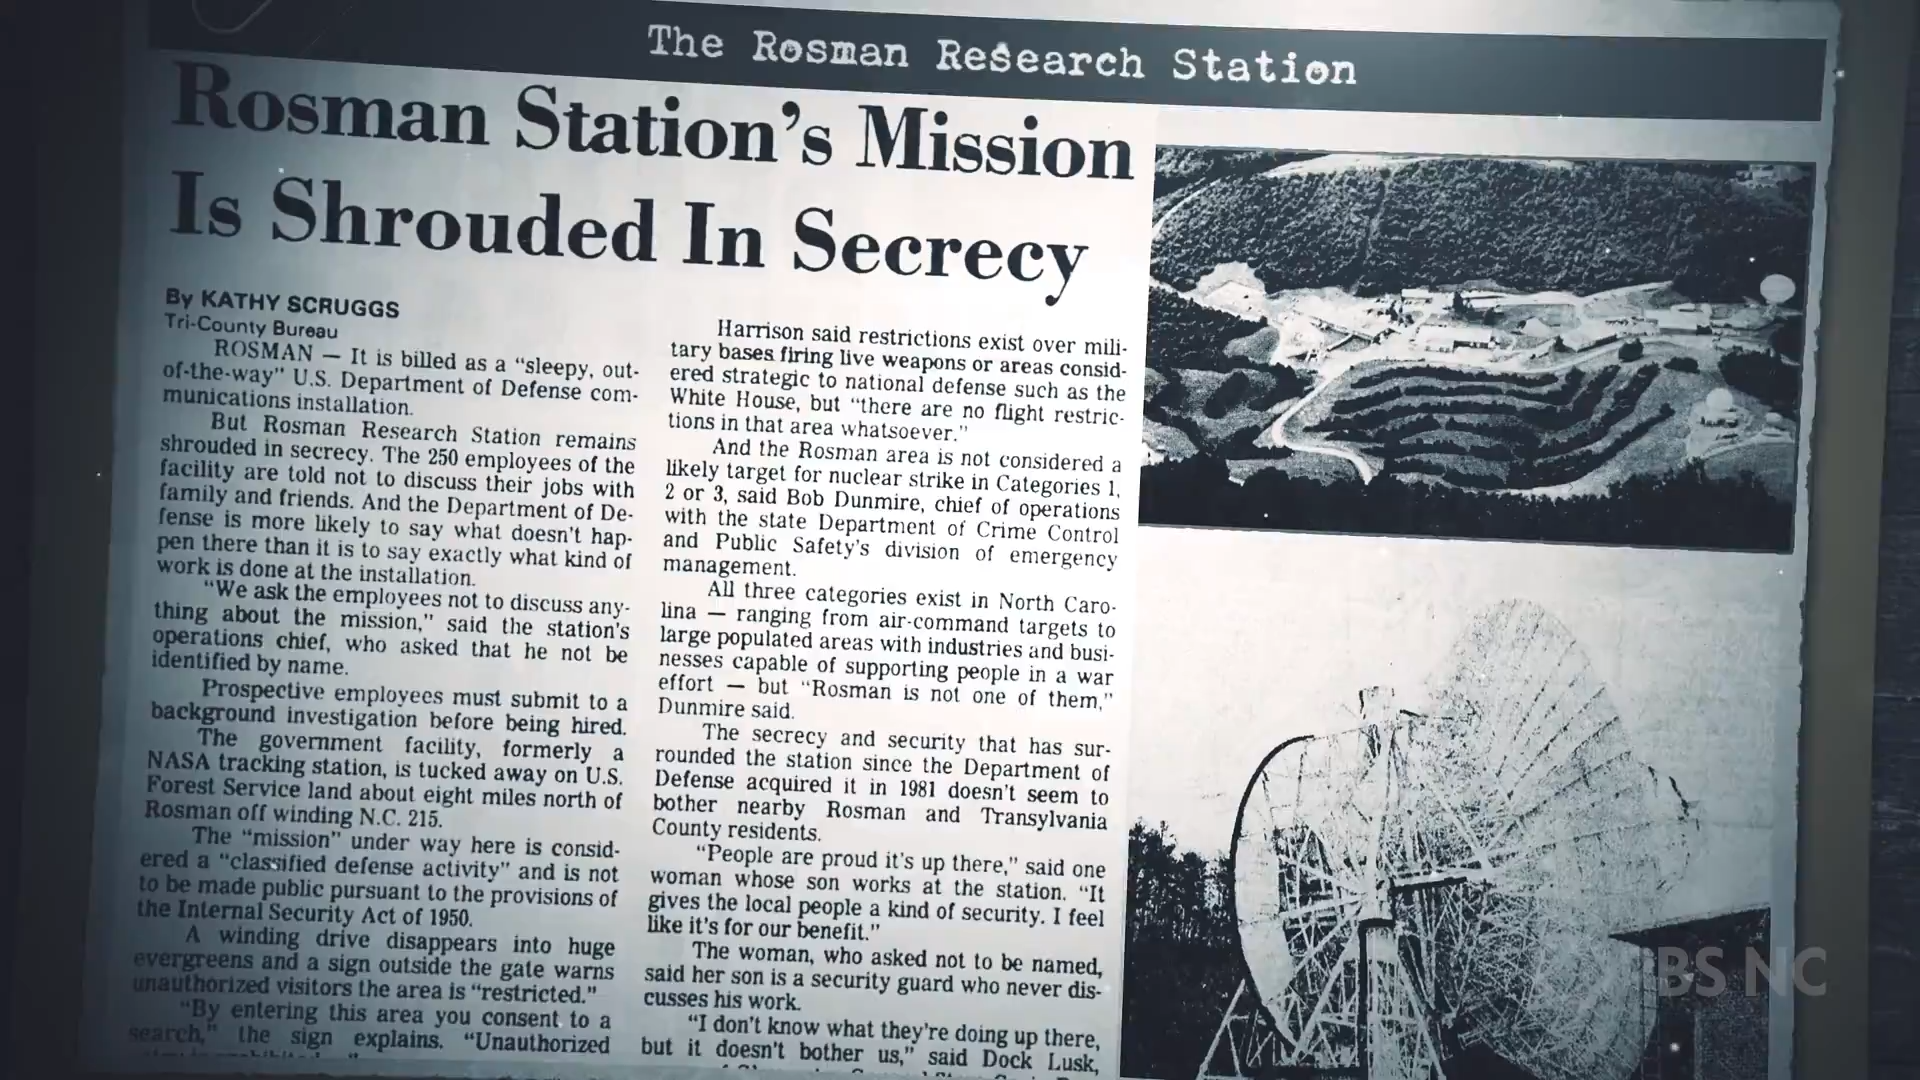 The Rosman Research Station
Rosman Station's Mission
Is Shrouded In Secrecy
By KATHY SCRUGGS
Tri-County Bureau
ROSMAN — It is billed as a "sleepy, out-
of-the-way" U.S. Department of Defense com-
munications installation.
But Rosman Research Station remains
shrouded in secrecy. The 250 employees of the
facility are told not to discuss their jobs with
family and friends. And the Department of De-
fense is more likely to say what doesn't hap-
pen there than it is to say exactly what kind of
work is done at the installation.
"We ask the employees not to discuss any-
thing about the mission," said the station's
operations chief, who asked that he not be
identified by name.
Prospective employees must submit to a
background investigation before being hired.
The government facility, formerly a
NASA tracking station, is tucked away on U.S.
Forest Service land about eight miles north of
Rosman off winding N.C. 215.
The "mission" under way here is consid-
ered a "classified defense activity" and is not
to be made public pursuant to the provisions of
the Internal Security Act of 1950.
A winding drive disappears into huge
evergreens and a sign outside the gate warns
unauthorized visitors the area is "restricted."
"By entering this area you consent to a
search," the sign explains. "Unauthorized
Harrison said restrictions exist over mili-
tary bases firing live weapons or areas consid-
ered strategic to national defense such as the
White House, but "there are no flight restric-
tions in that area whatsoever."
And the Rosman area is not considered a
likely target for nuclear strike in Categories 1,
2 or 3, said Bob Dunmire, chief of operations
with the state Department of Crime Control
and Public Safety's division of emergency
management.
All three categories exist in North Caro-
lina — ranging from air-command targets to
large populated areas with industries and busi-
nesses capable of supporting people in a war
effort — but "Rosman is not one of them,"
Dunmire said.
The secrecy and security that has sur-
rounded the station since the Department of
Defense acquired it in 1981 doesn't seem to
bother nearby Rosman and Transylvania
County residents.
"People are proud it's up there," said one
woman whose son works at the station. "It
gives the local people a kind of security. I feel
like it's for our benefit."
The woman, who asked not to be named,
said her son is a security guard who never dis-
cusses his work.
"I don't know what they're doing up there,
but it doesn't bother us," said Dock Lusk,
BS NC